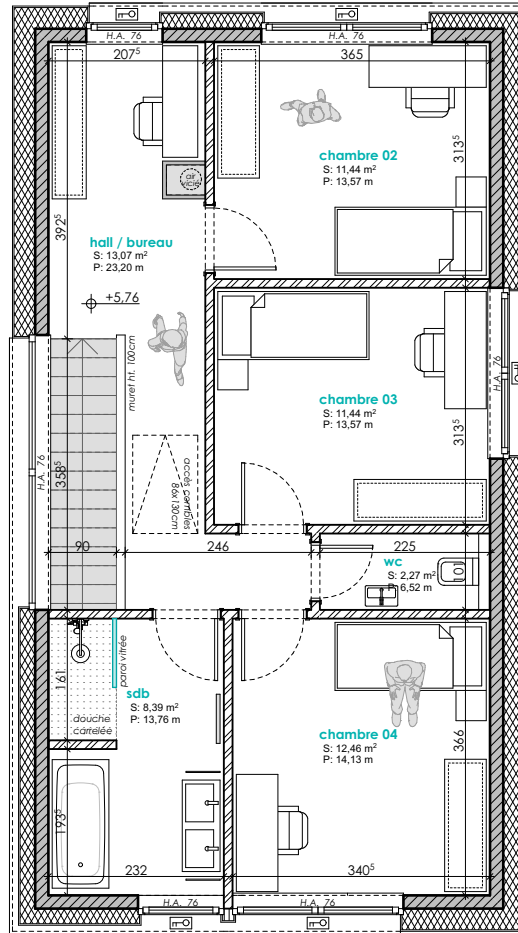 H.A. 76
H.A. 76
207⁵
365
chambre 02
S: 11,44 m²
P: 13,57 m
313⁵
air
vicié
392⁵
hall / bureau
S: 13,07 m²
P: 23,20 m
+5,76
muret ht. 100cm
chambre 03
S: 11,44 m²
P: 13,57 m
H.A. 76
313⁵
H.A. 76
358⁵
accès combles
86x130cm
90
246
225
wc
S: 2,27 m²
P: 6,52 m
101
161
paroi vitrée
sdb
S: 8,39 m²
P: 13,76 m
douche
carrelée
chambre 04
S: 12,46 m²
P: 14,13 m
366
193⁵
232
340⁵
H.A. 76
H.A. 76